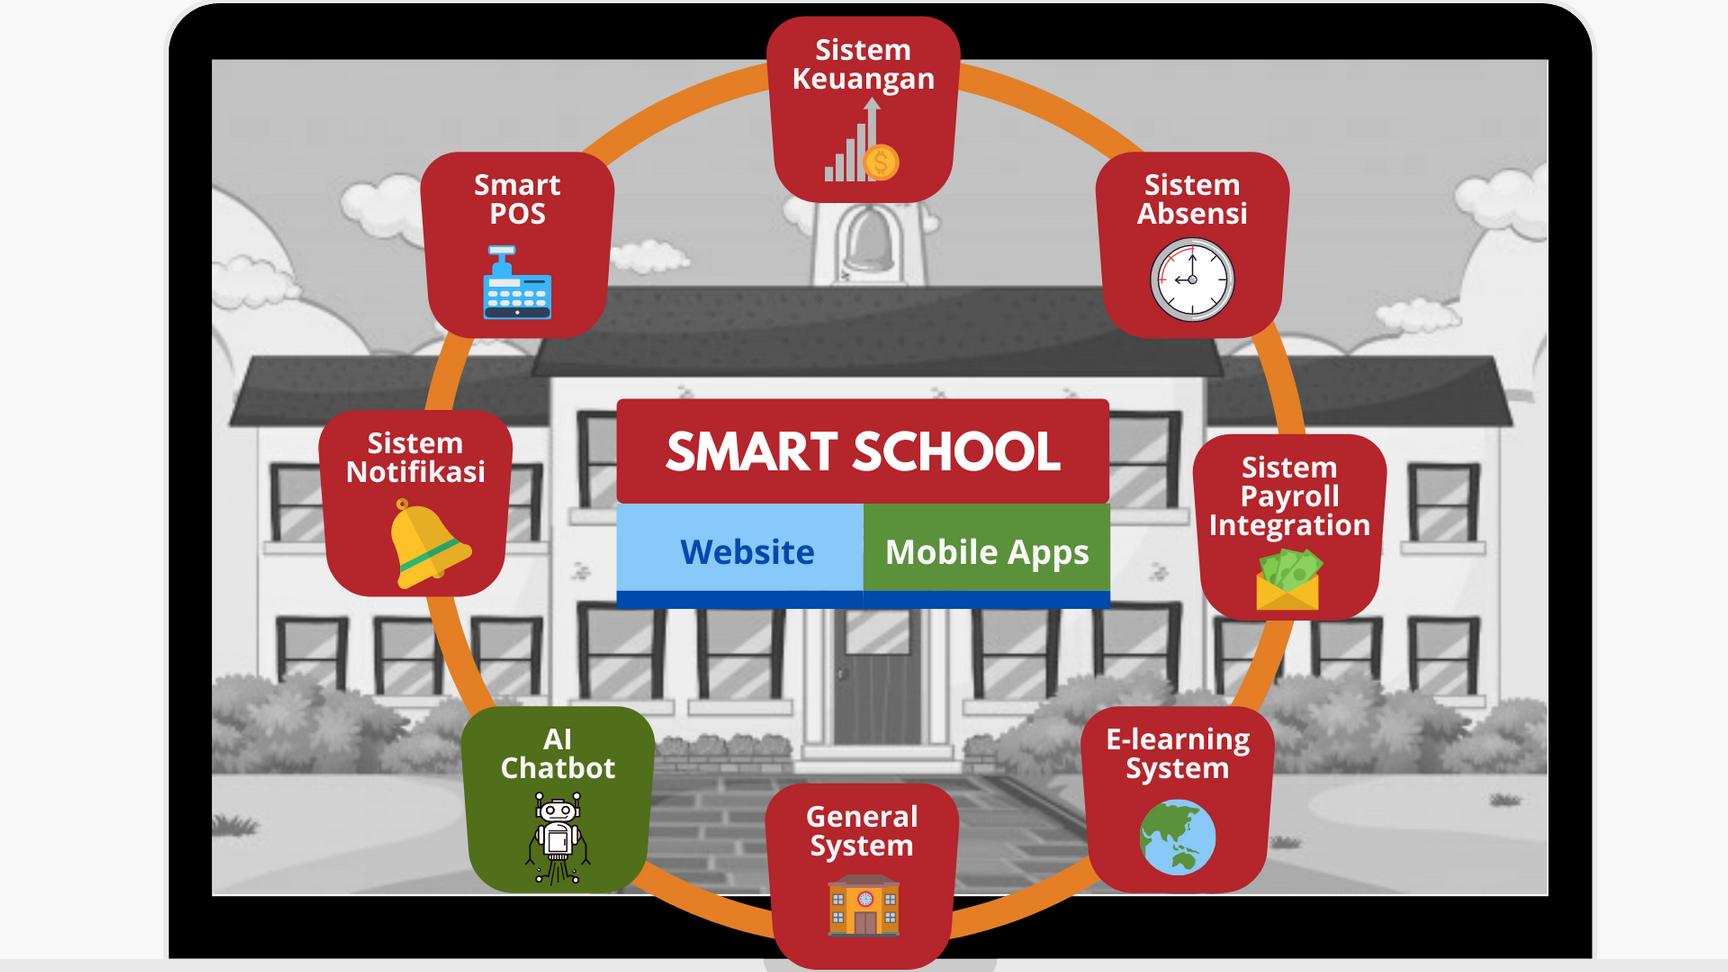 Sistem
Keuangan
Smart
POS
Sistem
Absensi
Sistem
Notifikasi
SMART SCHOOL
Website
Mobile Apps
Sistem
Payroll
Integration
AI
Chatbot
General
System
E-learning
System